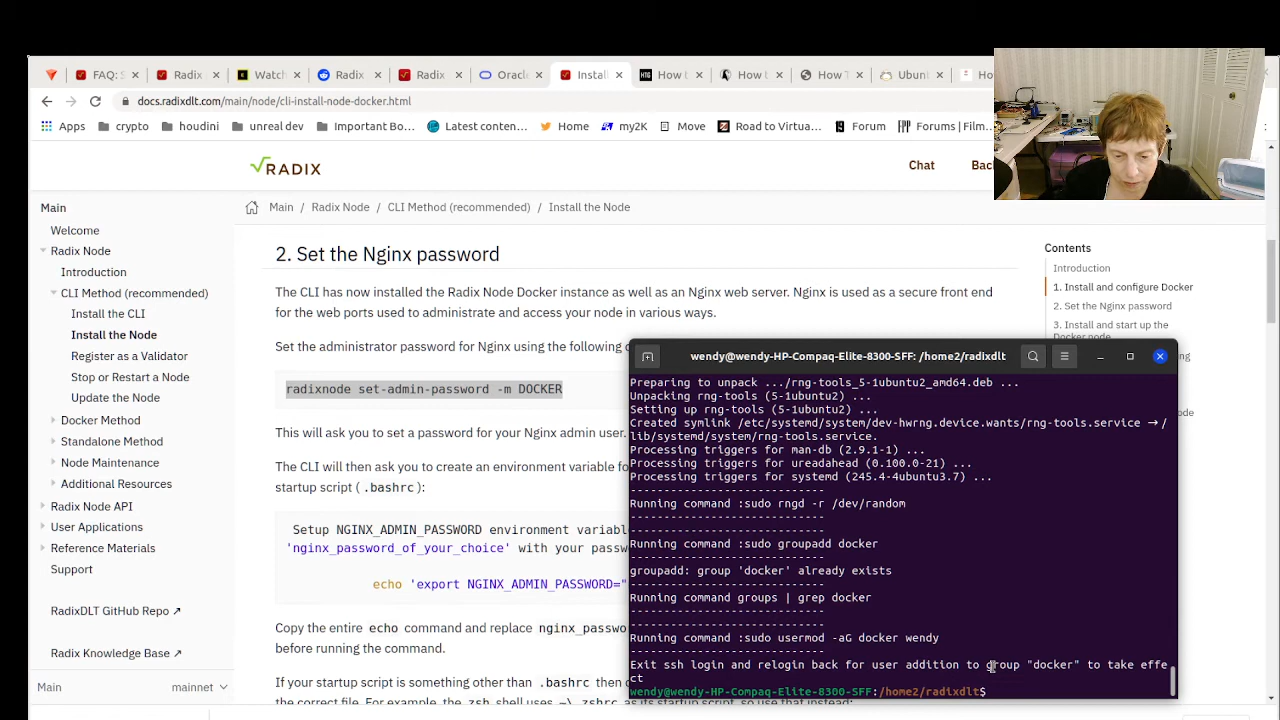 FAQ: S
Radix
Watch
Radix
Radix
Install
How t
How t
How T
Ubun
docs.radixdlt.com/main/node/cli-install-node-docker.html
Apps
crypto
houdini
unreal dev
Important Bo...
Latest conten...
Home
my2K
Move
Road to Virtua...
Forum
Forums | Film...
RADIX
Chat
Main
Main / Radix Node / CLI Method (recommended) / Install the Node
Welcome
Radix Node
Introduction
CLI Method (recommended)
Install the CLI
Install the Node
Register as a Validator
Stop or Restart a Node
Update the Node
Docker Method
Standalone Method
Node Maintenance
Additional Resources
Radix Node API
User Applications
Reference Materials
Support
RadixDLT GitHub Repo ↗
Radix Knowledge Base ↗
Main
mainnet
2. Set the Nginx password
The CLI has now installed the Radix Node Docker instance as well as an Nginx web server. Nginx is used as a secure front end
for the web ports used to administrate and access your node in various ways.
Set the administrator password for Nginx using the following
radixnode set-admin-password -m DOCKER
This will ask you to set a password for your Nginx admin user.
The CLI will then ask you to create an environment variable fo
startup script (.bashrc):
Setup NGINX_ADMIN_PASSWORD environment variabl
'nginx_password_of_your_choice' with your passw
echo 'export NGINX_ADMIN_PASSWORD="
Copy the entire echo command and replace nginx_passwo
before running the command.
If your startup script is something other than .bashrc then
Contents
Introduction
1. Install and configure Docker
2. Set the Nginx password
3. Install and start up the
wendy@wendy-HP-Compaq-Elite-8300-SFF: /home2/radixdlt
Preparing to unpack .../rng-tools_5-1ubuntu2_amd64.deb ...
Unpacking rng-tools (5-1ubuntu2) ...
Setting up rng-tools (5-1ubuntu2) ...
Created symlink /etc/systemd/system/dev-hwrng.device.wants/rng-tools.service → /
lib/systemd/system/rng-tools.service.
Processing triggers for man-db (2.9.1-1) ...
Processing triggers for ureadahead (0.100.0-21) ...
Processing triggers for systemd (245.4-4ubuntu3.7) ...
-----------------------------
Running command :sudo rngd -r /dev/random
-----------------------------
-----------------------------
Running command :sudo groupadd docker
-----------------------------
groupadd: group 'docker' already exists
-----------------------------
Running command groups | grep docker
-----------------------------
-----------------------------
Running command :sudo usermod -aG docker wendy
-----------------------------
Exit ssh login and relogin back for user addition to group "docker" to take effe
ct
wendy@wendy-HP-Compaq-Elite-8300-SFF:/home2/radixdlt$